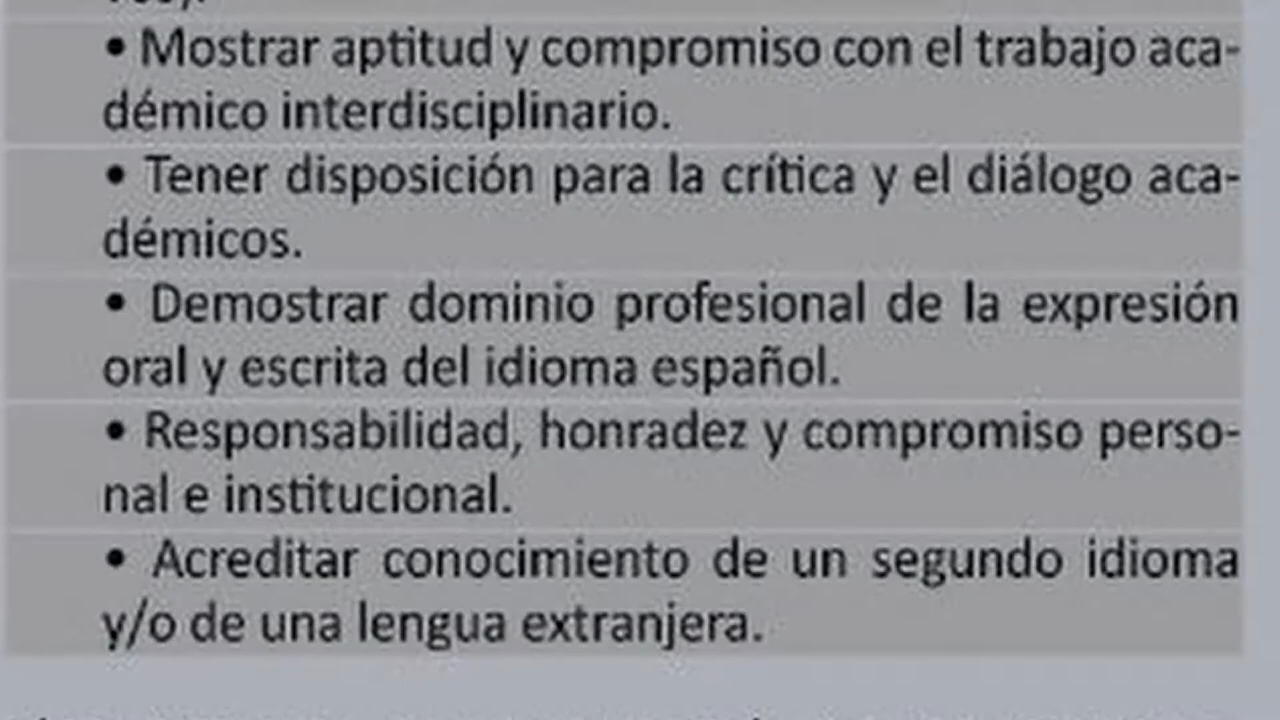 • Mostrar aptitud y compromiso con el trabajo aca-
démico interdisciplinario.
• Tener disposición para la crítica y el diálogo aca-
démicos.
• Demostrar dominio profesional de la expresión
oral y escrita del idioma español.
• Responsabilidad, honradez y compromiso perso-
nal e institucional.
• Acreditar conocimiento de un segundo idioma
y/o de una lengua extranjera.